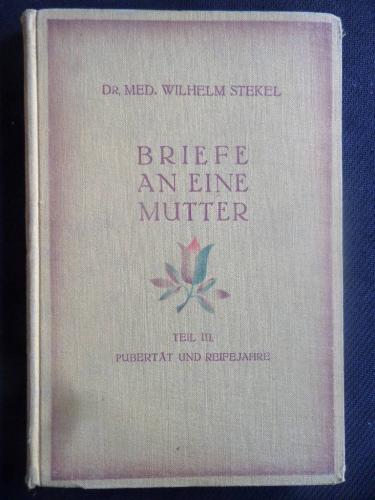 DR. MED. WILHELM STEKEL
BRIEFE
AN EINE
MUTTER
TEIL III.
PUBERTÄT UND REIFEJAHRE